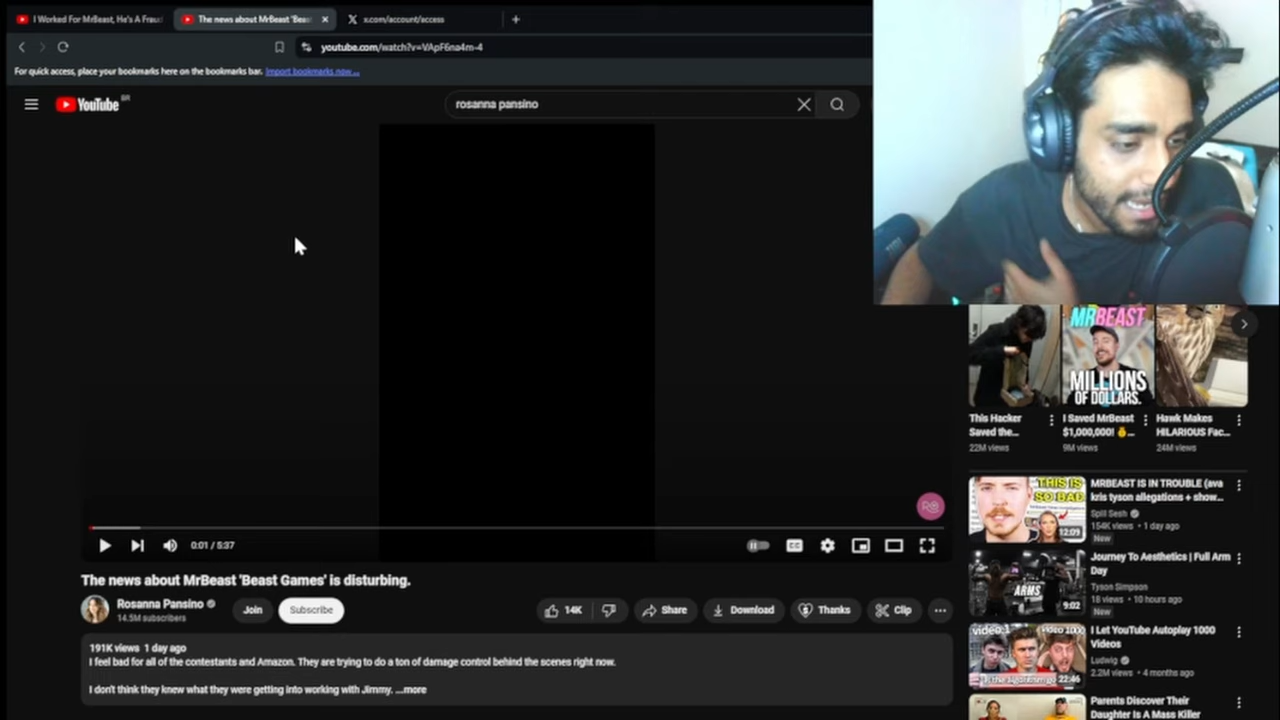 I Worked For MrBeast, He's A Frau
The news about MrBeast 'Beas
x.com/account/access
youtube.com/watch?v=VApF6na4m-4
For quick access, place your bookmarks here on the bookmarks bar. Import bookmarks now...
YouTube BR
rosanna pansino
MRBEAST
MILLIONS
OF DOLLARS.
This Hacker
Saved the...
22M views
I Saved MrBeast
$1,000,000! 💰...
9M views
Hawk Makes
HILARIOUS Fac...
24M views
0:01 / 5:37
CC
The news about MrBeast 'Beast Games' is disturbing.
Rosanna Pansino
14.5M subscribers
Join
Subscribe
14K
Share
Download
Thanks
Clip
191K views 1 day ago
I feel bad for all of the contestants and Amazon. They are trying to do a ton of damage control behind the scenes right now.
I don't think they knew what they were getting into working with Jimmy. ...more
THIS IS
SO BAD
12:09
MRBEAST IS IN TROUBLE (ava
kris tyson allegations + show...
Spill Sesh
154K views • 1 day ago
New
ARMS
9:02
Journey To Aesthetics | Full Arm
Day
Tyson Simpson
18 views • 10 hours ago
New
video 1
video 1000
22:46
I Let YouTube Autoplay 1000
Videos
Ludwig
2.2M views • 4 months ago
Parents Discover Their
Daughter Is A Mass Killer